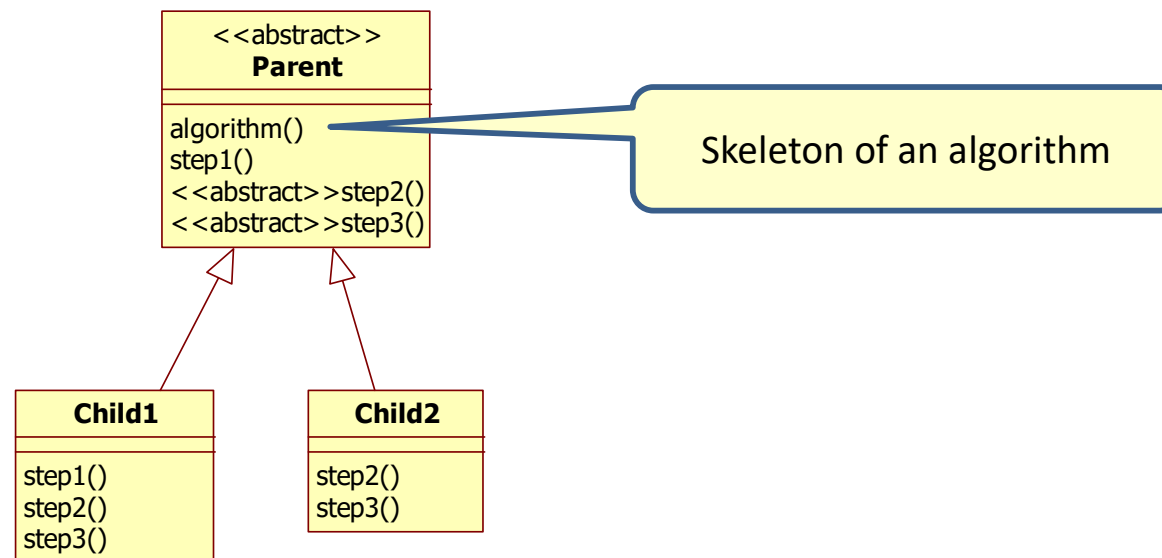 <<abstract>>
Parent
algorithm()
step1()
<<abstract>>step2()
<<abstract>>step3()
Skeleton of an algorithm
Child1
step1()
step2()
step3()
Child2
step2()
step3()